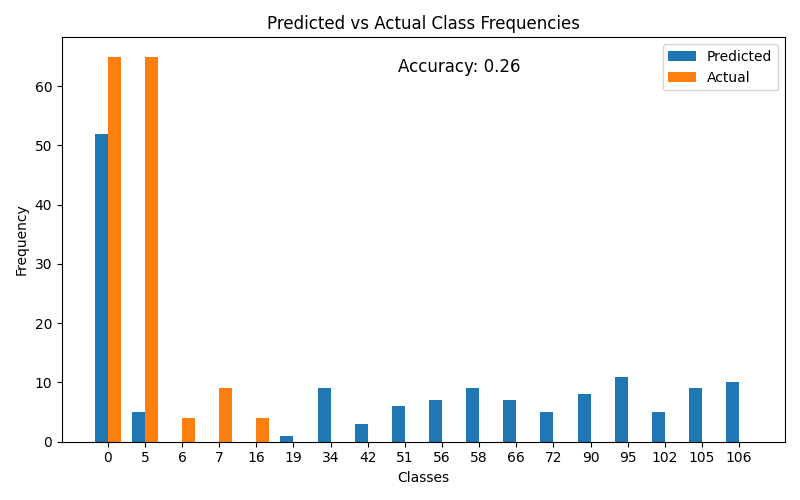 Predicted vs Actual Class Frequencies
Accuracy: 0.26
Predicted
Actual
Frequency
60
50
40
30
20
10
0
0 5 6 7 16 19 34 42 51 56 58 66 72 90 95 102 105 106
Classes